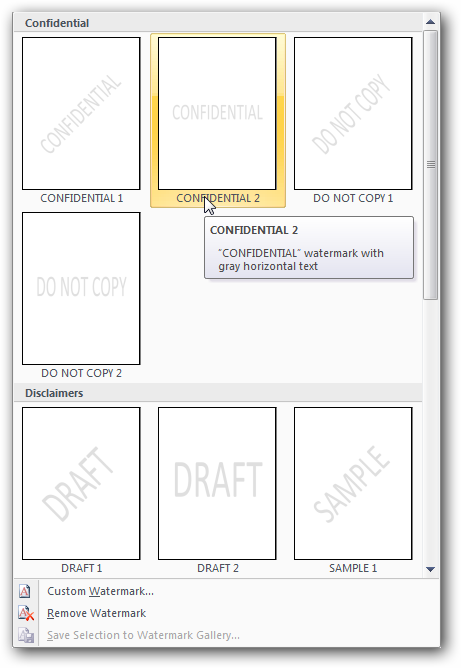 Confidential
CONFIDENTIAL
CONFIDENTIAL
DO NOT COPY
CONFIDENTIAL 1
CONFIDENTIAL 2
DO NOT COPY 1
CONFIDENTIAL 2
"CONFIDENTIAL" watermark with
gray horizontal text
DO NOT COPY
DO NOT COPY 2
Disclaimers
DRAFT
DRAFT
SAMPLE
DRAFT 1
DRAFT 2
SAMPLE 1
Custom Watermark...
Remove Watermark
Save Selection to Watermark Gallery...